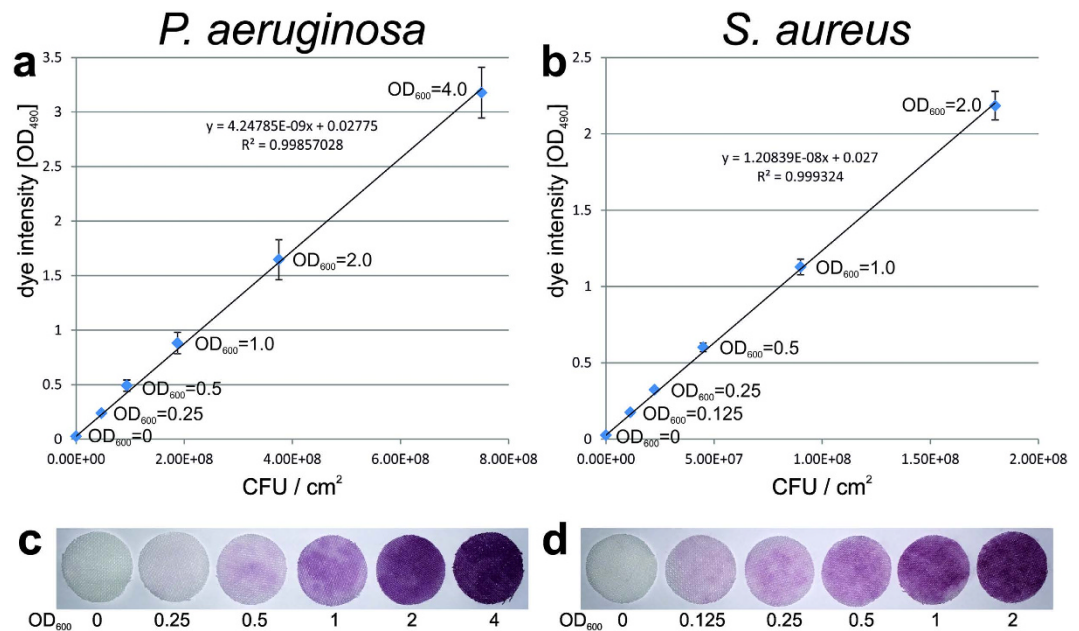 P. aeruginosa
a
3.5
3
2.5
2
1.5
1
0.5
0
dye intensity [OD₄₉₀]
OD₆₀₀=4.0
y = 4.24785E-09x + 0.02775
R² = 0.99857028
OD₆₀₀=2.0
OD₆₀₀=1.0
OD₆₀₀=0.5
OD₆₀₀=0.25
OD₆₀₀=0
0.00E+00 2.00E+08 4.00E+08 6.00E+08 8.00E+08
CFU / cm²
S. aureus
b
2.5
2
1.5
1
0.5
0
dye intensity [OD₄₉₀]
OD₆₀₀=2.0
y = 1.20839E-08x + 0.027
R² = 0.999324
OD₆₀₀=1.0
OD₆₀₀=0.5
OD₆₀₀=0.25
OD₆₀₀=0.125
OD₆₀₀=0
0.00E+00 5.00E+07 1.00E+08 1.50E+08 2.00E+08
CFU / cm²
c
OD₆₀₀ 0 0.25 0.5 1 2 4
d
OD₆₀₀ 0 0.125 0.25 0.5 1 2